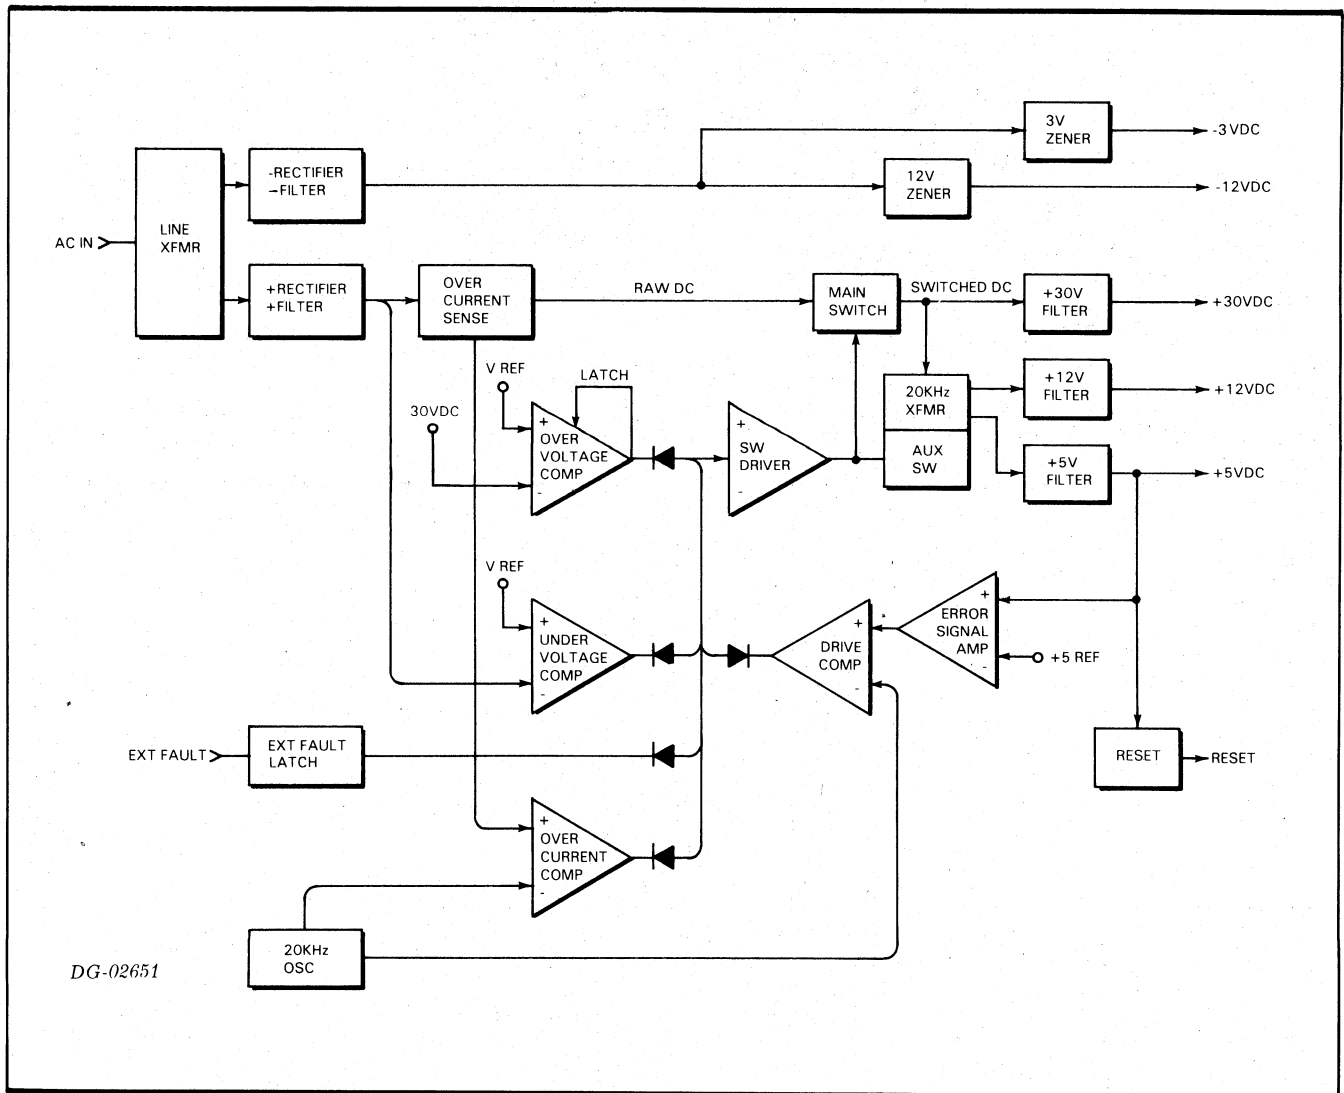 3V
ZENER
-3VDC
-RECTIFIER
-FILTER
12V
ZENER
-12VDC
LINE
XFMR
AC IN
+RECTIFIER
+FILTER
OVER
CURRENT
SENSE
RAW DC
MAIN
SWITCH
SWITCHED DC
+30V
FILTER
+30VDC
V REF
LATCH
30VDC
+
OVER
VOLTAGE
COMP
-
+
SW
DRIVER
-
20KHz
XFMR
AUX
SW
+12V
FILTER
+12VDC
+5V
FILTER
+5VDC
V REF
+
UNDER
VOLTAGE
COMP
-
+
DRIVE
COMP
-
+
ERROR
SIGNAL
AMP
-
+5 REF
EXT FAULT
EXT FAULT
LATCH
RESET
RESET
+
OVER
CURRENT
COMP
-
20KHz
OSC
DG-02651